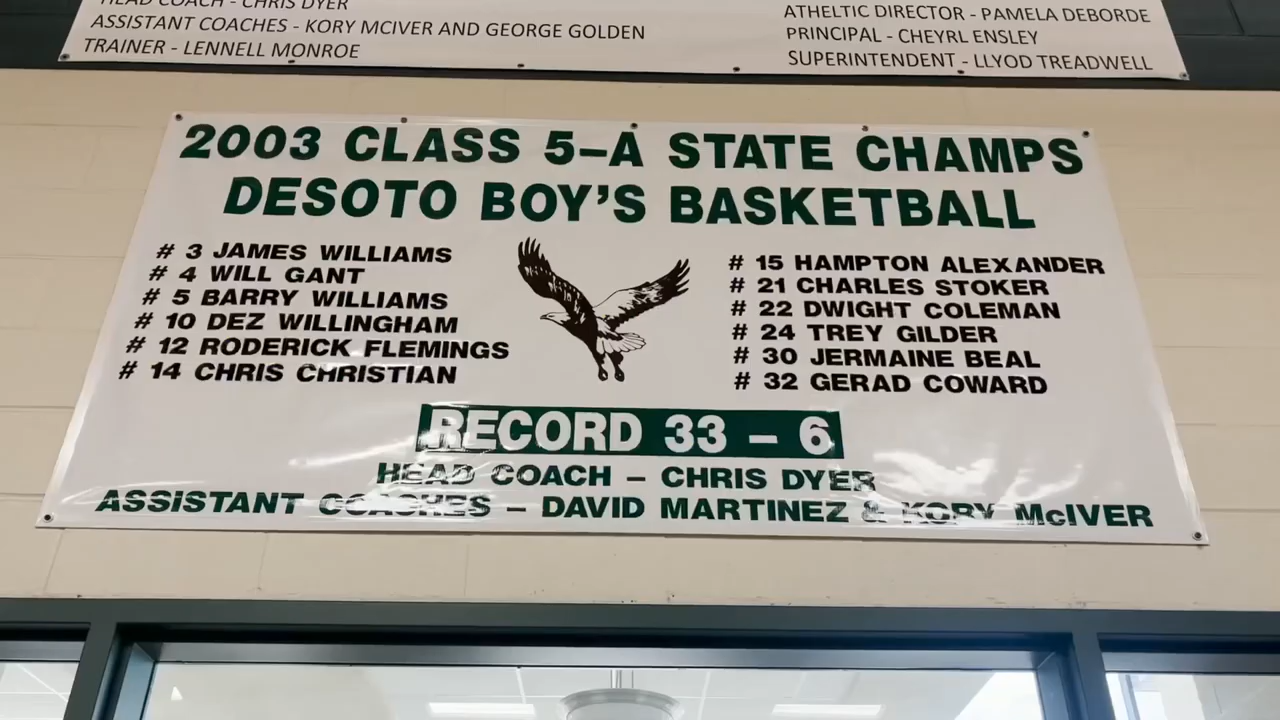 HEAD COACH - CHRIS DYER
ASSISTANT COACHES - KORY MCIVER AND GEORGE GOLDEN
TRAINER - LENNELL MONROE
ATHELTIC DIRECTOR - PAMELA DEBORDE
PRINCIPAL - CHEYRL ENSLEY
SUPERINTENDENT - LLYOD TREADWELL
2003 CLASS 5-A STATE CHAMPS
DESOTO BOY'S BASKETBALL
# 3 JAMES WILLIAMS
# 4 WILL GANT
# 5 BARRY WILLIAMS
# 10 DEZ WILLINGHAM
# 12 RODERICK FLEMINGS
# 14 CHRIS CHRISTIAN
# 15 HAMPTON ALEXANDER
# 21 CHARLES STOKER
# 22 DWIGHT COLEMAN
# 24 TREY GILDER
# 30 JERMAINE BEAL
# 32 GERAD COWARD
RECORD 33 - 6
HEAD COACH - CHRIS DYER
ASSISTANT COACHES - DAVID MARTINEZ & KORY McIVER